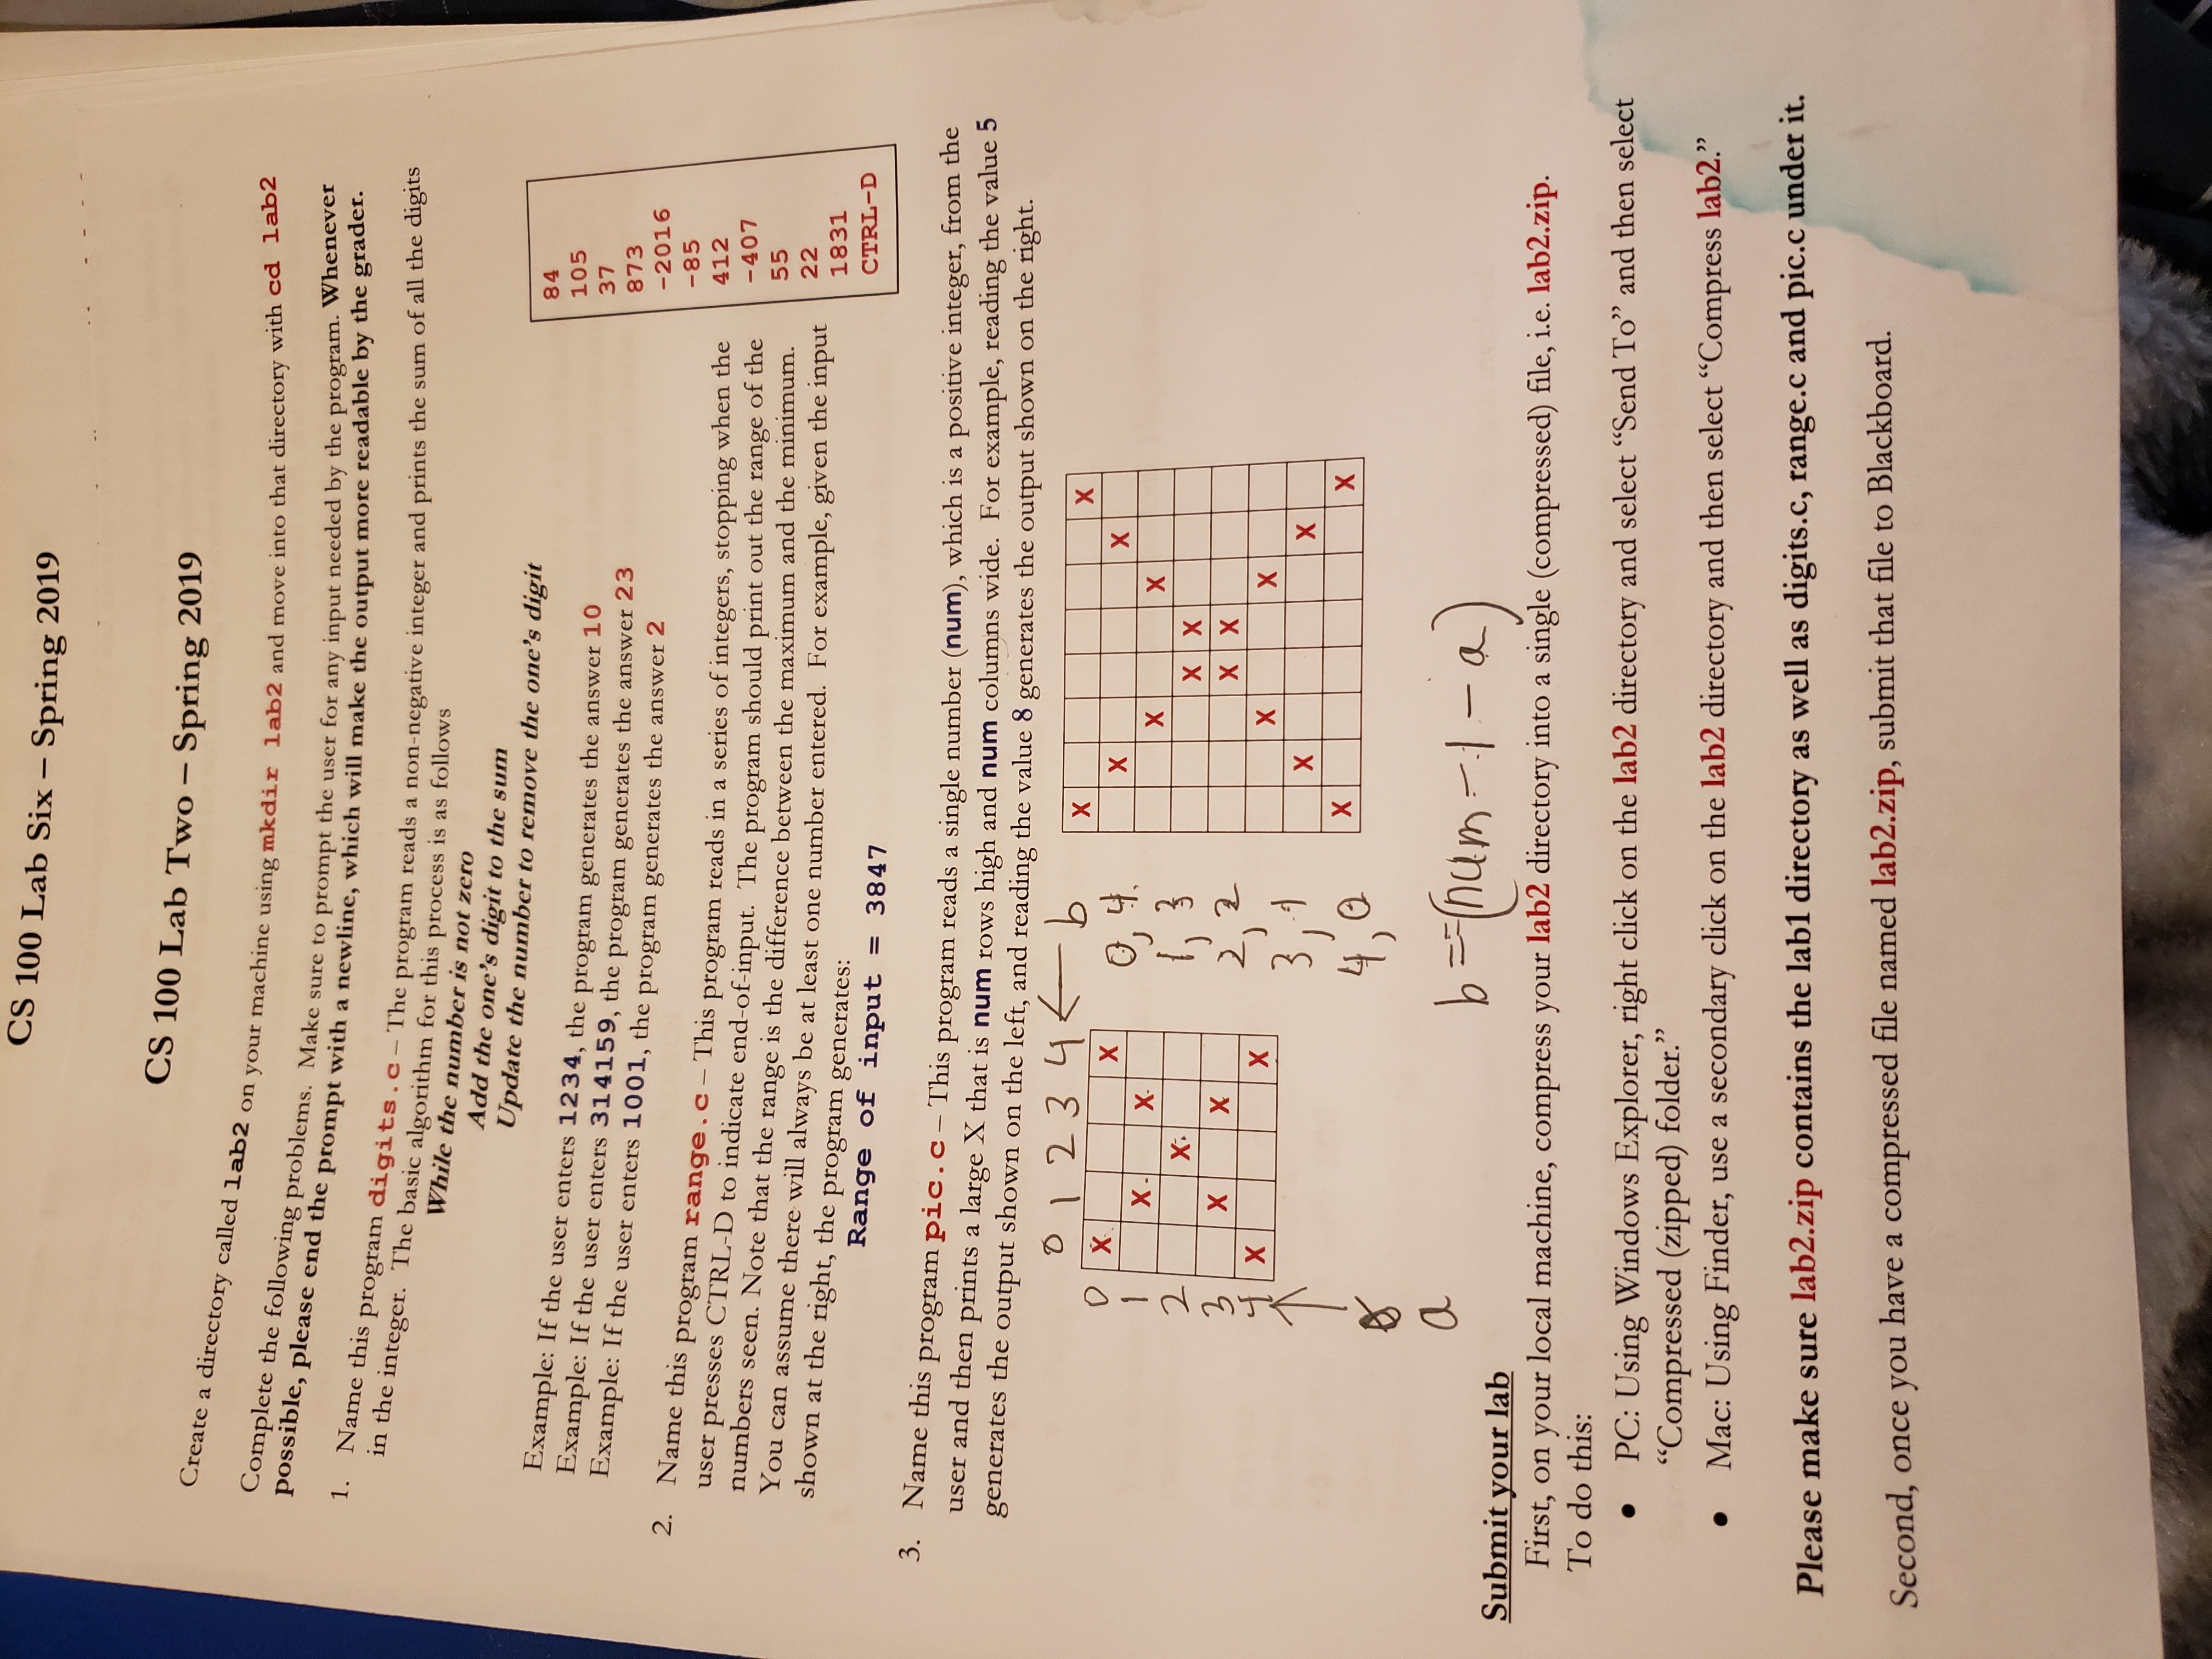 CS 100 Lab Six – Spring 2019
CS 100 Lab Two – Spring 2019
Create a directory called lab2 on your machine using mkdir lab2 and move into that directory with cd lab2
Complete the following problems. Make sure to prompt the user for any input needed by the program. Whenever
possible, please end the prompt with a newline, which will make the output more readable by the grader.
1. Name this program digits.c – The program reads a non-negative integer and prints the sum of all the digits
in the integer. The basic algorithm for this process is as follows
While the number is not zero
Add the one's digit to the sum
Update the number to remove the one's digit
Example: If the user enters 1234, the program generates the answer 10
Example: If the user enters 314159, the program generates the answer 23
Example: If the user enters 1001, the program generates the answer 2
2. Name this program range.c – This program reads in a series of integers, stopping when the
user presses CTRL-D to indicate end-of-input. The program should print out the range of the
numbers seen. Note that the range is the difference between the maximum and the minimum.
You can assume there will always be at least one number entered. For example, given the input
shown at the right, the program generates:
Range of input = 3847
84
105
37
873
-2016
-85
412
-407
55
22
1831
CTRL-D
3. Name this program pic.c – This program reads a single number (num), which is a positive integer, from the
user and then prints a large X that is num rows high and num columns wide. For example, reading the value 5
generates the output shown on the left, and reading the value 8 generates the output shown on the right.
0 1 2 3 4 ← b
0 X X
1 X X
2 X
3 X X
4 X X
a
0, 4
1, 3
2, 2
3, 1
4, 0
X X
X X
X X
X X
X X
X X
X X
X X
b == (num - 1 - a)
Submit your lab
First, on your local machine, compress your lab2 directory into a single (compressed) file, i.e. lab2.zip.
To do this:
• PC: Using Windows Explorer, right click on the lab2 directory and select “Send To” and then select
“Compressed (zipped) folder.”
• Mac: Using Finder, use a secondary click on the lab2 directory and then select “Compress lab2.”
Please make sure lab2.zip contains the lab1 directory as well as digits.c, range.c and pic.c under it.
Second, once you have a compressed file named lab2.zip, submit that file to Blackboard.